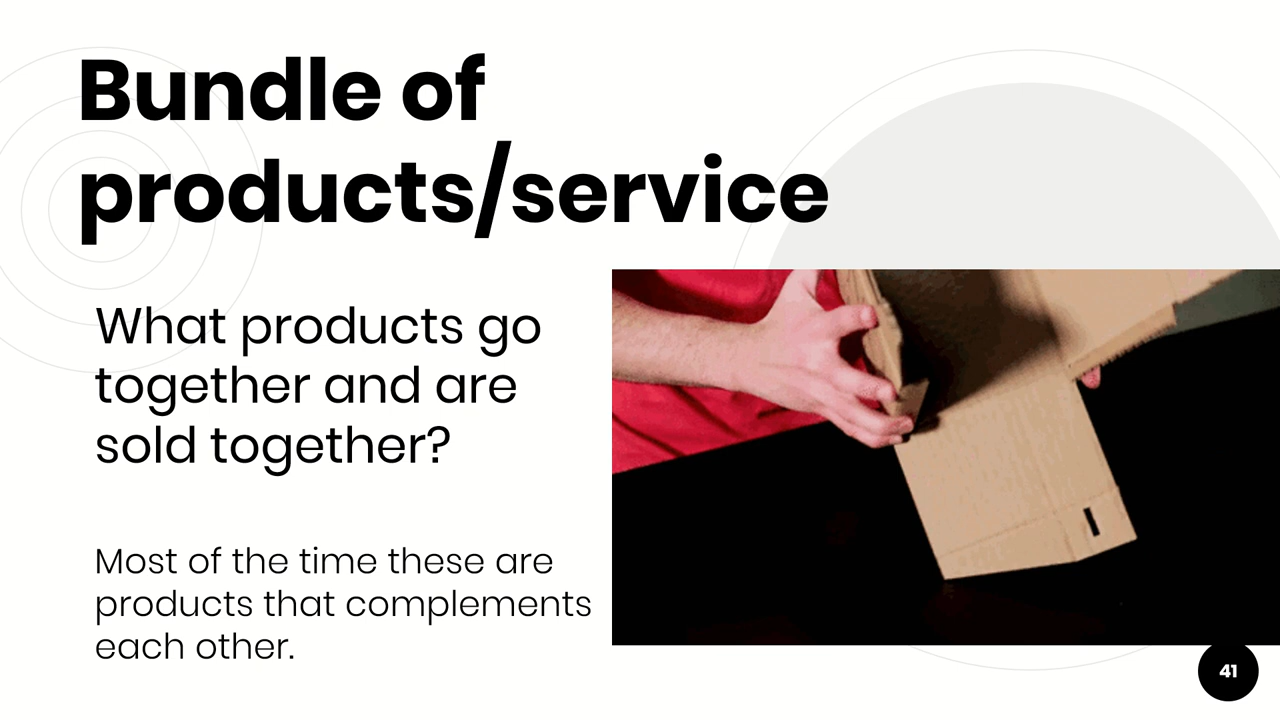 Bundle of
products/service
What products go
together and are
sold together?
Most of the time these are
products that complements
each other.
41